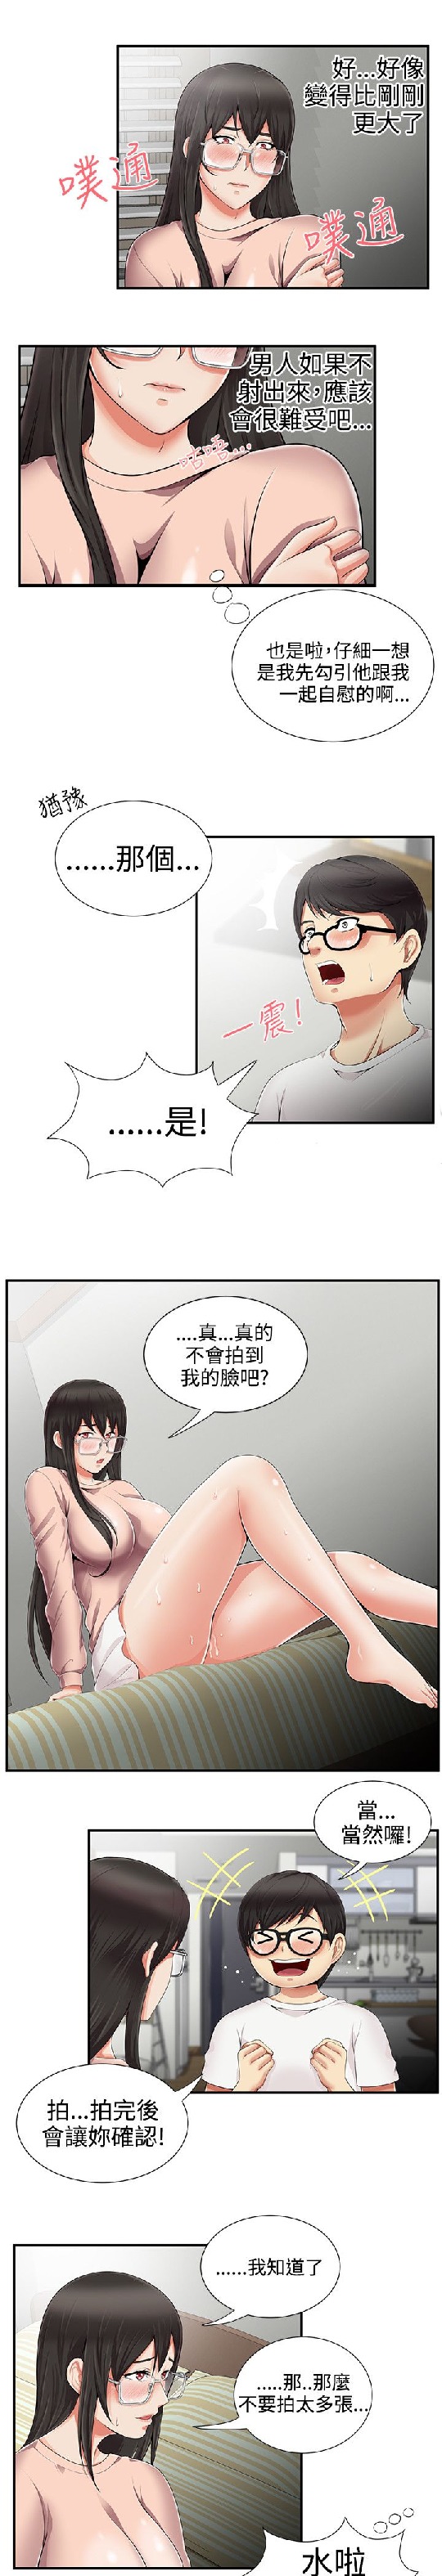 好...好像
變得比剛剛
更大了
噗通
噗通
男人如果不
射出來，應該
會很難受吧...
咕嘻...
也是啦，仔細一想
是我先勾引他跟我
一起自慰的啊...
猶豫
......那個...
一震!
......是!
....真...真的
不會拍到
我的臉吧?
當...
當然囉!
拍...拍完後
會讓妳確認!
......我知道了
.....那..那麼
不要拍太多張...
水啦